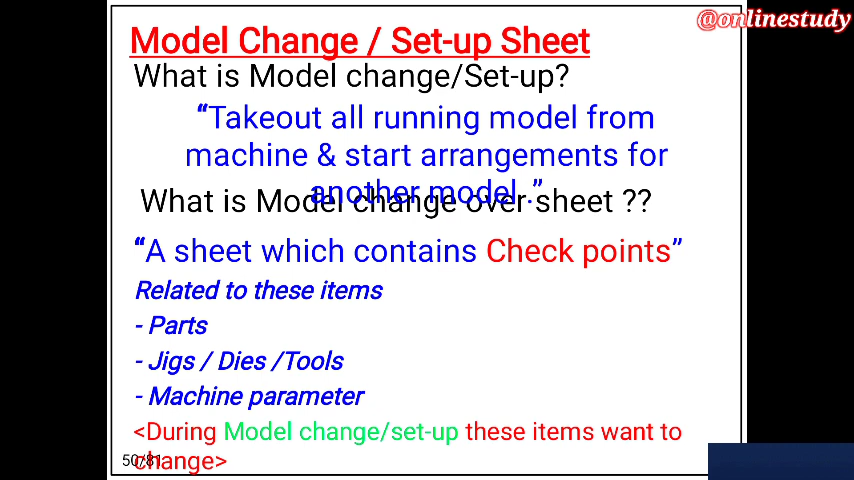 @onlinestudy
Model Change / Set-up Sheet
What is Model change/Set-up?
“Takeout all running model from
machine & start arrangements for
another model .”
What is Model change over sheet ??
“A sheet which contains Check points”
Related to these items
- Parts
- Jigs / Dies /Tools
- Machine parameter
<During Model change/set-up these items want to
change>
50/81